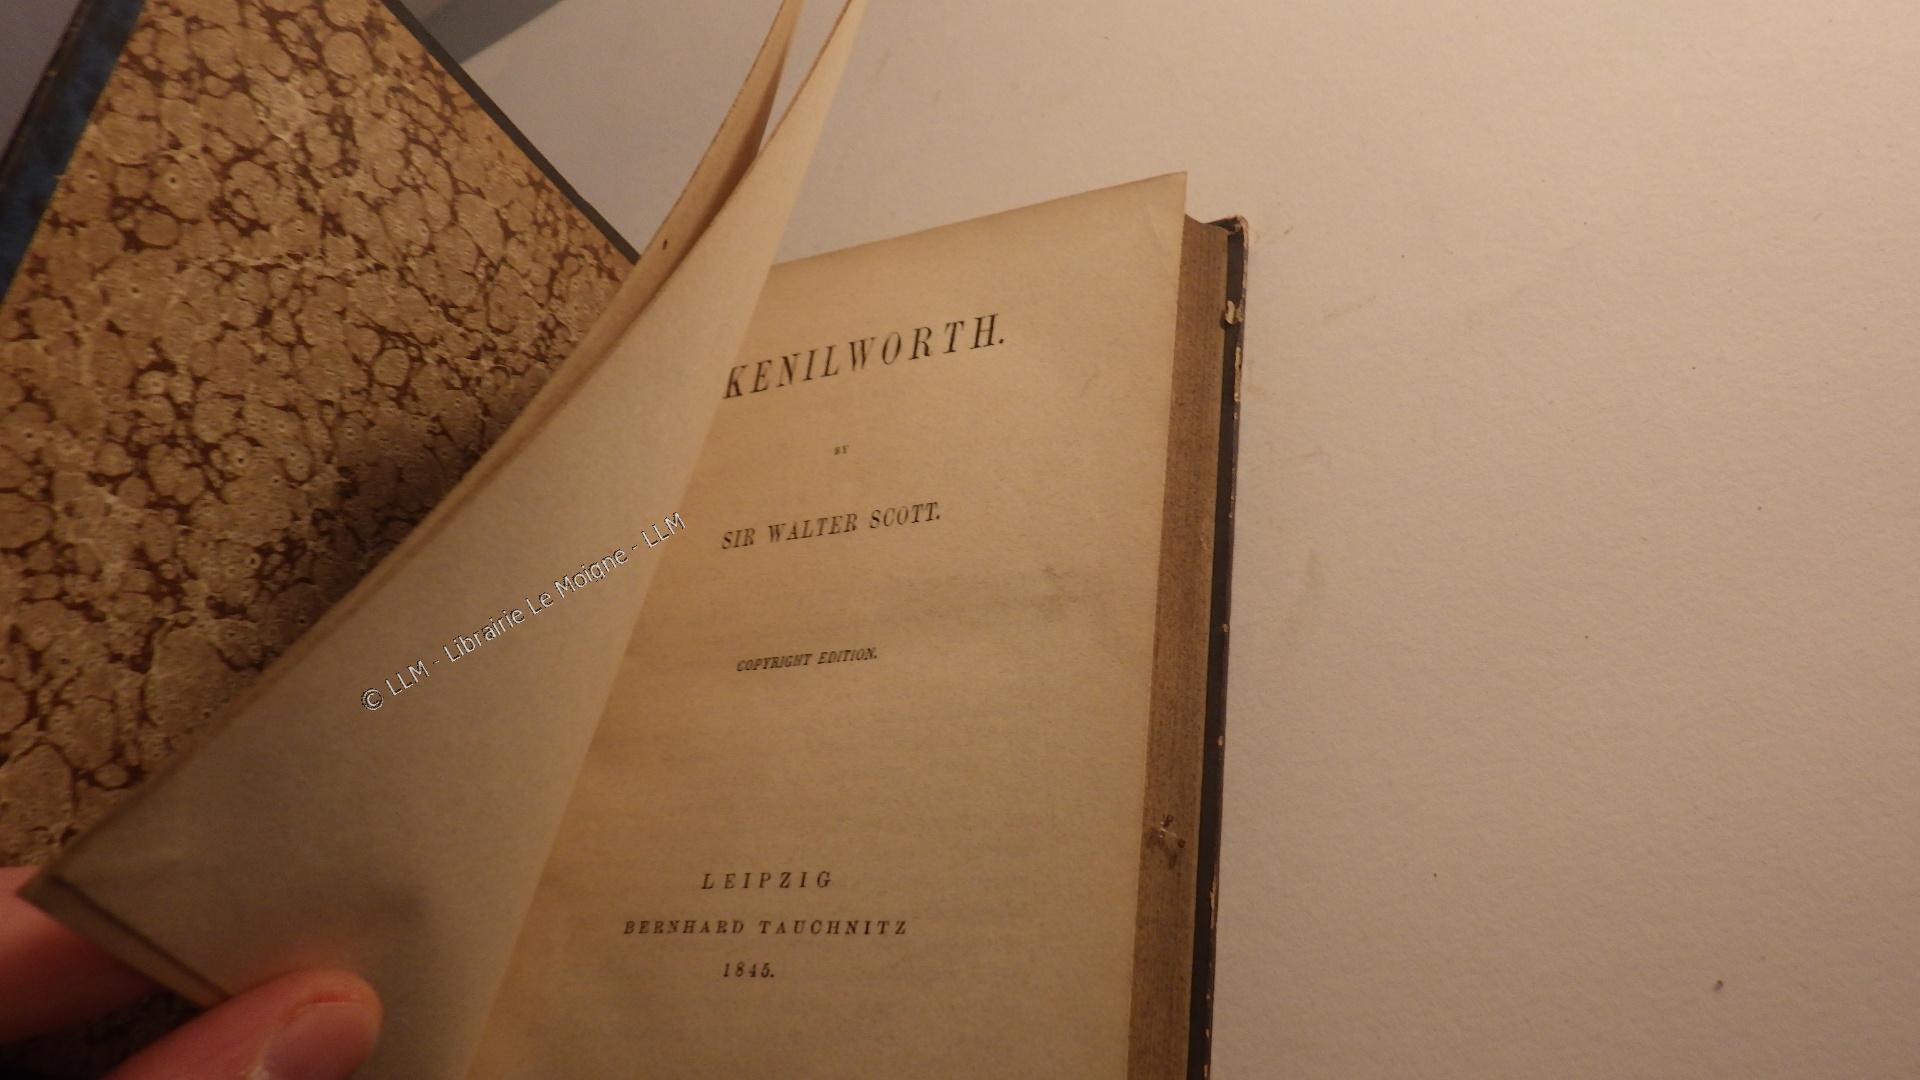 KENILWORTH.
BY
SIR WALTER SCOTT.
COPYRIGHT EDITION.
LEIPZIG
BERNHARD TAUCHNITZ
1845.
© LLM - Librairie Le Moigne - LLM